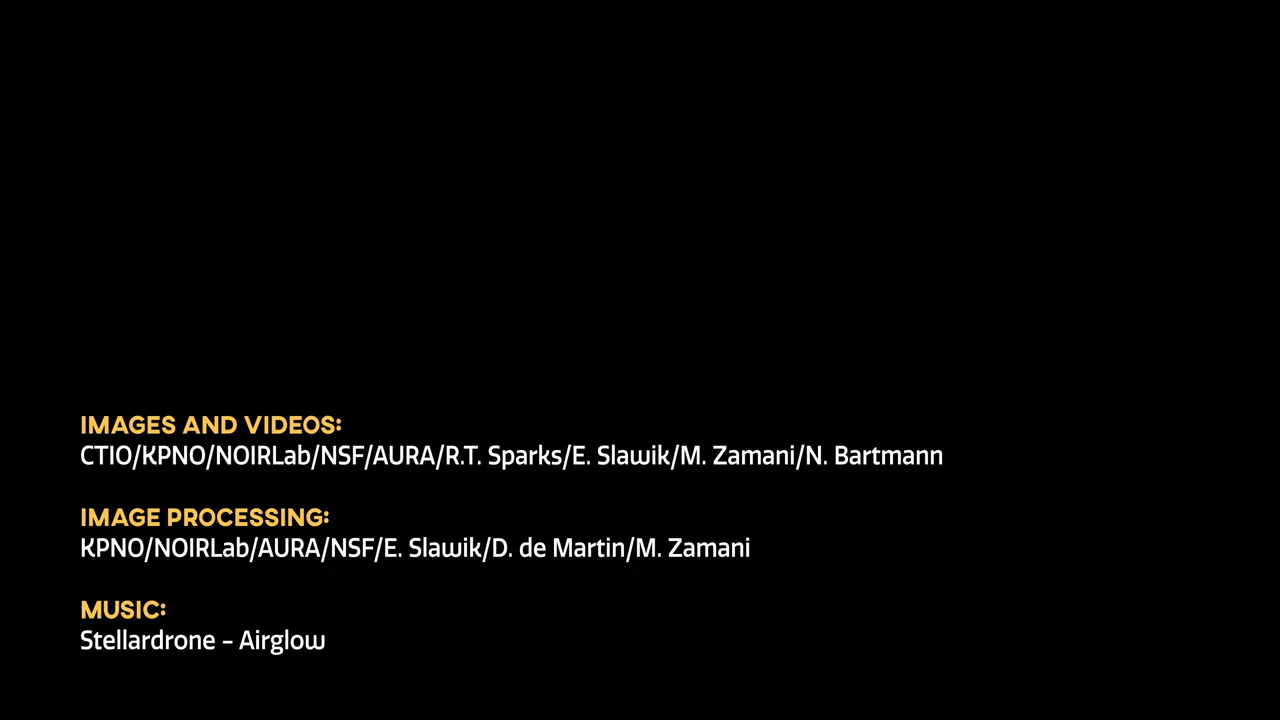 IMAGES AND VIDEOS:
CTIO/KPNO/NOIRLab/NSF/AURA/R.T. Sparks/E. Slawik/M. Zamani/N. Bartmann
IMAGE PROCESSING:
KPNO/NOIRLab/AURA/NSF/E. Slawik/D. de Martin/M. Zamani
MUSIC:
Stellardrone - Airglow